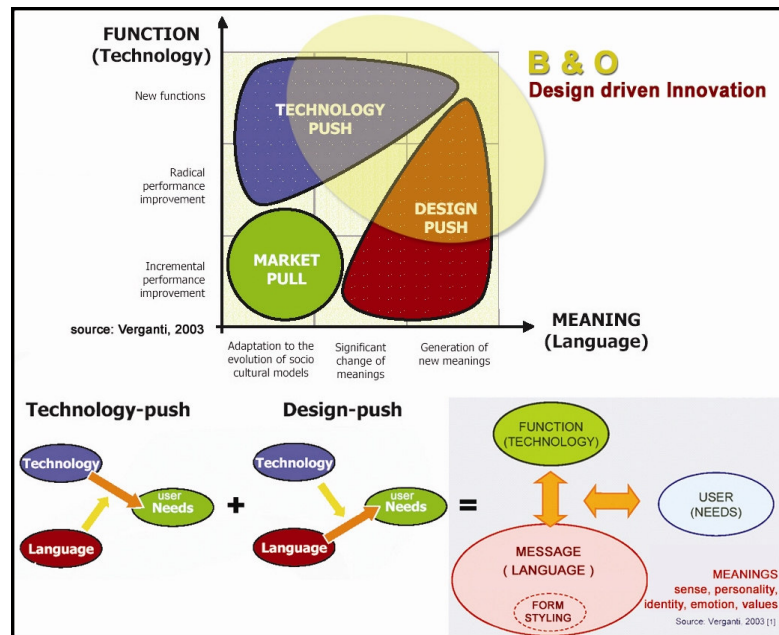 FUNCTION
(Technology)
B & O
Design driven Innovation
New functions
TECHNOLOGY
PUSH
Radical
performance
improvement
DESIGN
PUSH
MARKET
PULL
Incremental
performance
improvement
source: Verganti, 2003
MEANING
(Language)
Adaptation to the
evolution of socio
cultural models
Significant
change of
meanings
Generation of
new meanings
Technology-push
Design-push
Technology
user
Needs
Language
+
Technology
user
Needs
Language
=
FUNCTION
(TECHNOLOGY)
USER
(NEEDS)
MESSAGE
( LANGUAGE )
FORM
STYLING
MEANINGS
sense, personality,
identity, emotion, values
Source: Verganti, 2003 [1]